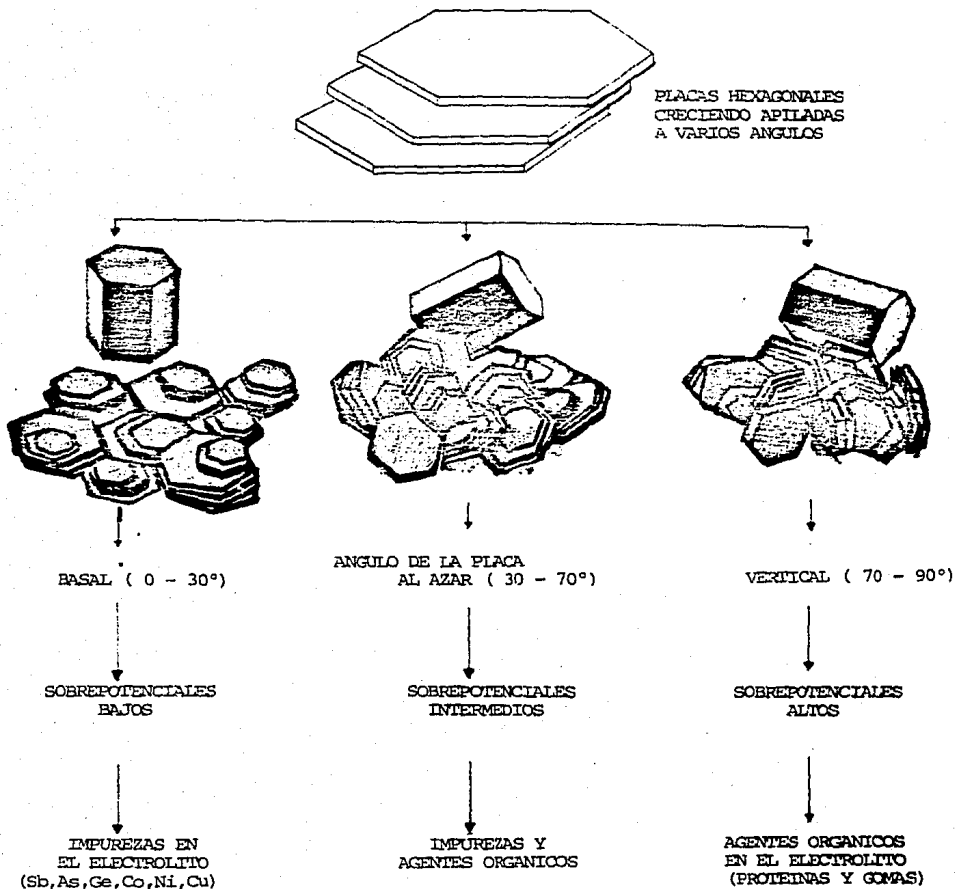 PLACAS HEXAGONALES
CRECIENDO APILADAS
A VARIOS ANGULOS
BASAL ( 0 - 30°)
ANGULO DE LA PLACA
AL AZAR ( 30 - 70°)
VERTICAL ( 70 - 90°)
SOBREPOTENCIALES
BAJOS
SOBREPOTENCIALES
INTERMEDIOS
SOBREPOTENCIALES
ALTOS
IMPUREZAS EN
EL ELECTROLITO
(Sb,As,Ge,Co,Ni,Cu)
IMPUREZAS Y
AGENTES ORGANICOS
AGENTES ORGANICOS
EN EL ELECTROLITO
(PROTEINAS Y GOMAS)